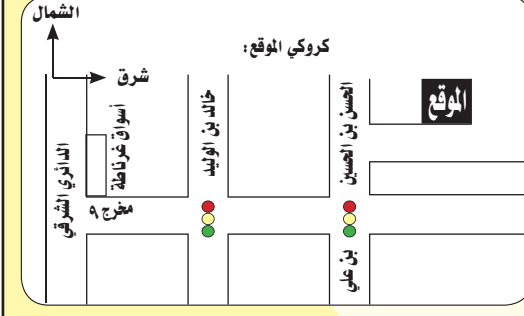 الشمال
كروكي الموقع:
شرق
الموقع
الحسن بن الحسين
بن علي
خالد بن الوليد
أسواق غرناطة
مخرج ٩
الدائري الشرقي